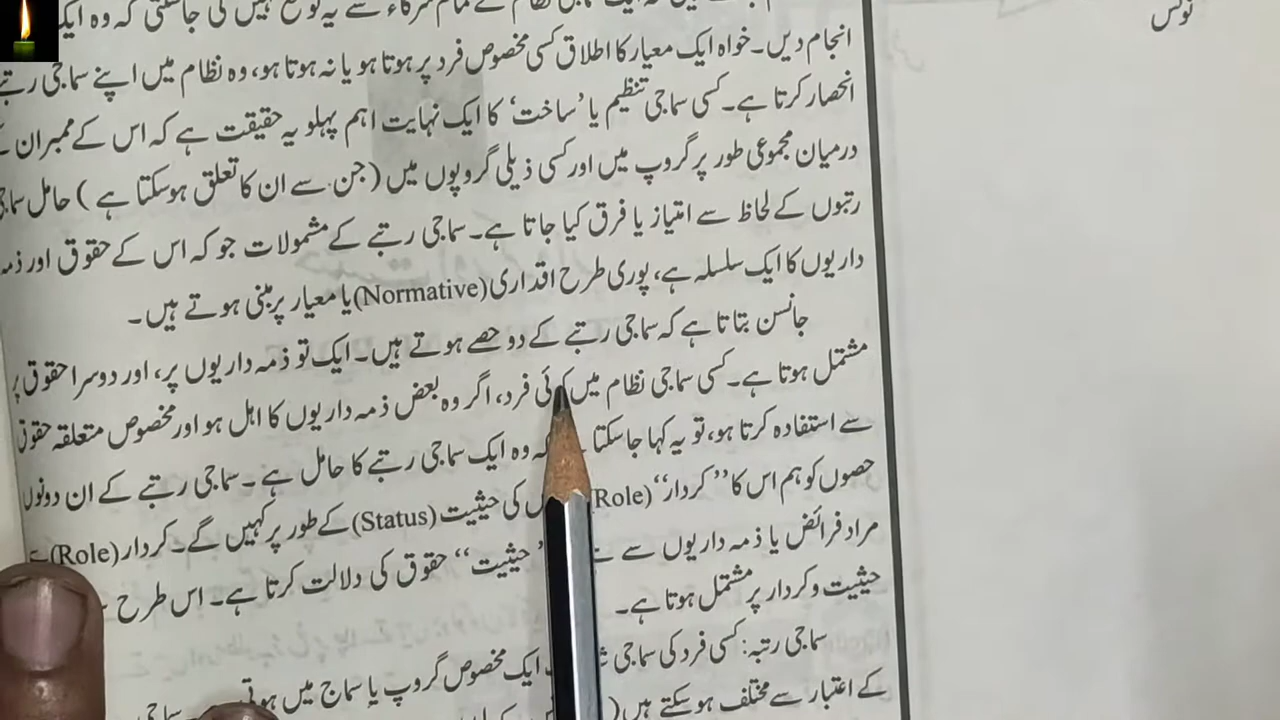 نوٹس
سے یہ توقع نہیں کی جاسکتی کہ وہ ایک
انجام دیں۔ خواہ ایک معیار کا اطلاق کسی مخصوص فرد پر ہوتا ہو یا نہ ہوتا ہو، وہ نظام میں اپنے سماجی رتبے
انحصار کرتا ہے۔ کسی سماجی تنظیم یا ’ساخت‘ کا ایک نہایت اہم پہلو یہ حقیقت ہے کہ اس کے ممبران کے
درمیان مجموعی طور پر گروپ میں اور کسی ذیلی گروپوں میں (جن سے ان کا تعلق ہوسکتا ہے) حامل سماجی
رتبوں کے لحاظ سے امتیاز یا فرق کیا جاتا ہے۔ سماجی رتبے کے مشمولات جو کہ اس کے حقوق اور ذمہ
داریوں کا ایک سلسلہ ہے، پوری طرح اقداری (Normative) یا معیار پر مبنی ہوتے ہیں۔
جانسن بتاتا ہے کہ سماجی رتبے کے دو حصے ہوتے ہیں۔ ایک تو ذمہ داریوں پر، اور دوسرا حقوق پر
مشتمل ہوتا ہے۔ کسی سماجی نظام میں کوئی فرد، اگر وہ بعض ذمہ داریوں کا اہل ہو اور مخصوص متعلقہ حقوق
سے استفادہ کرتا ہو، تو یہ کہا جاسکتا کہ وہ ایک سماجی رتبے کا حامل ہے۔ سماجی رتبے کے ان دونوں
حصوں کو ہم اس کا ’’کردار‘‘ (Role) کی حیثیت (Status) کے طور پر کہیں گے۔ کردار (Role) سے
مراد فرائض یا ذمہ داریوں سے ’’حیثیت‘‘ حقوق کی دلالت کرتا ہے۔ اس طرح
حیثیت و کردار پر مشتمل ہوتا ہے۔
سماجی رتبہ: کسی فرد کی سماجی ایک مخصوص گروپ یا سماج میں
کے اعتبار سے مختلف ہوسکتے ہیں